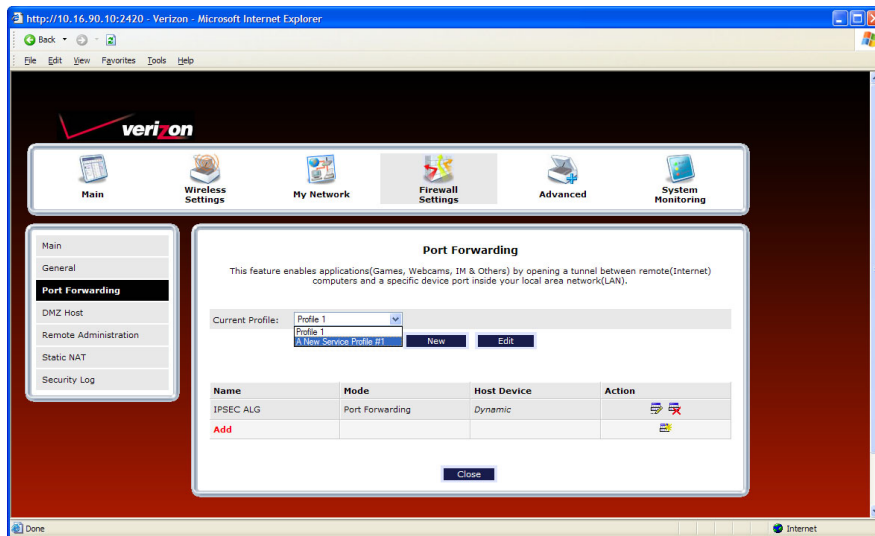 http://10.16.90.10:2420 - Verizon - Microsoft Internet Explorer
Back
File Edit View Favorites Tools Help
verizon
Main
Wireless Settings
My Network
Firewall Settings
Advanced
System Monitoring
Main
General
Port Forwarding
DMZ Host
Remote Administration
Static NAT
Security Log
Port Forwarding
This feature enables applications(Games, Webcams, IM & Others) by opening a tunnel between remote(Internet)
computers and a specific device port inside your local area network(LAN).
Current Profile: Profile 1
Profile 1
A New Service Profile #1
New Edit
Name Mode Host Device Action
IPSEC ALG Port Forwarding Dynamic
Add
Close
Done Internet